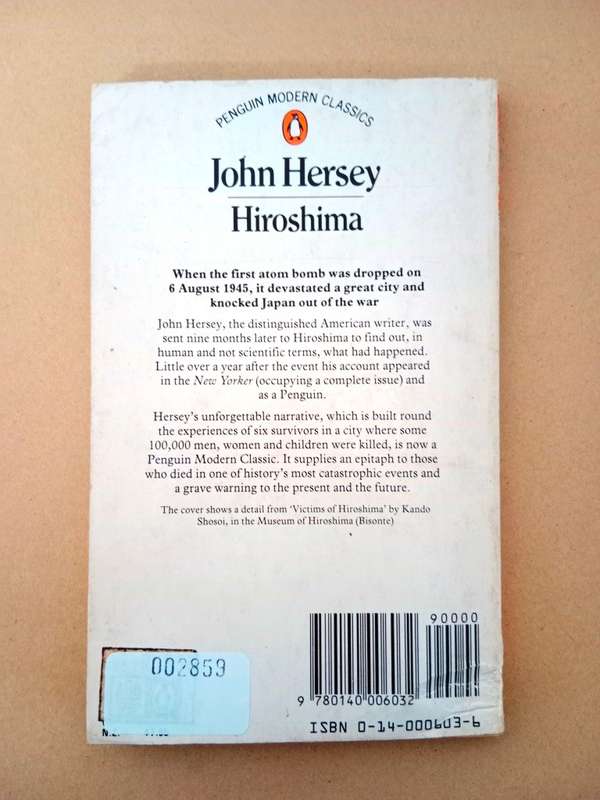 PENGUIN MODERN CLASSICS
John Hersey
Hiroshima
When the first atom bomb was dropped on
6 August 1945, it devastated a great city and
knocked Japan out of the war
John Hersey, the distinguished American writer, was
sent nine months later to Hiroshima to find out, in
human and not scientific terms, what had happened.
Little over a year after the event his account appeared
in the New Yorker (occupying a complete issue) and
as a Penguin.
Hersey's unforgettable narrative, which is built round
the experiences of six survivors in a city where some
100,000 men, women and children were killed, is now a
Penguin Modern Classic. It supplies an epitaph to those
who died in one of history's most catastrophic events and
a grave warning to the present and the future.
The cover shows a detail from 'Victims of Hiroshima' by Kando
Shosoi, in the Museum of Hiroshima (Bisonte)
90000
002853
9 780140 006032
ISBN 0-14-000603-6